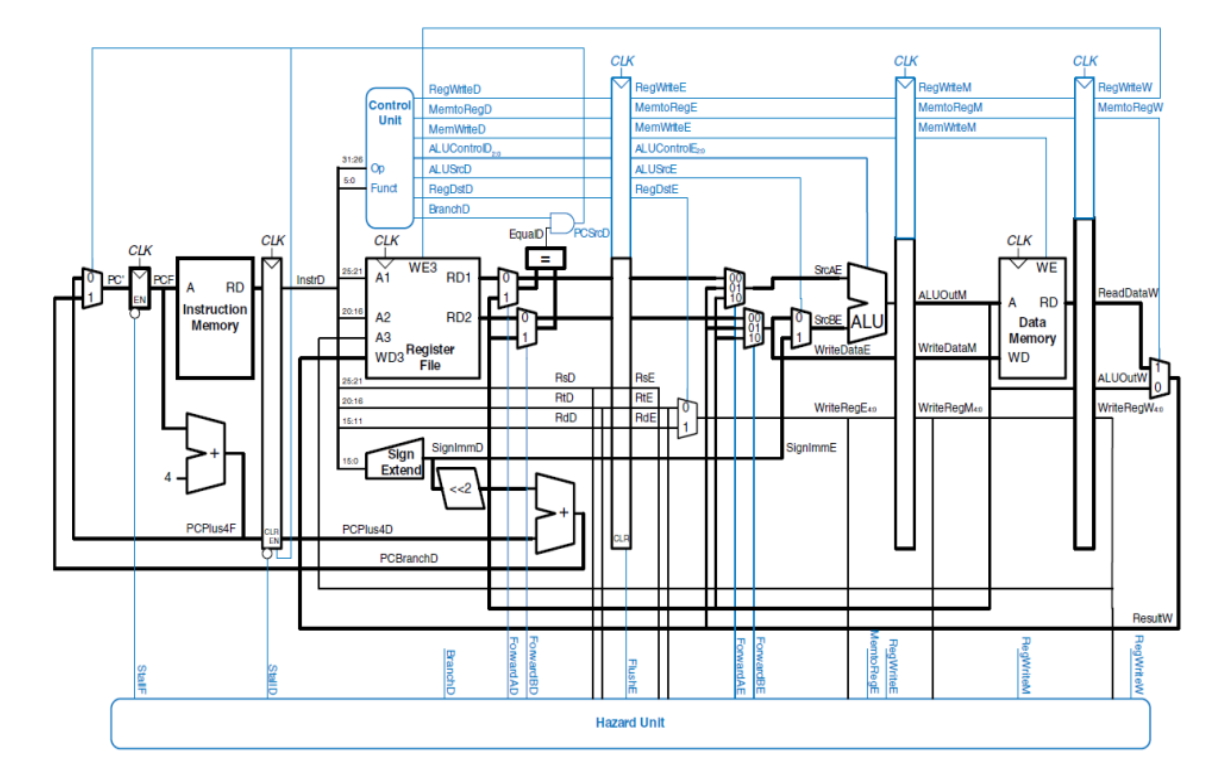 CLK CLK CLK
RegWriteD RegWriteE RegWriteM RegWriteW
Control Unit
MemtoRegD MemtoRegE MemtoRegM MemtoRegW
MemWriteD MemWriteE MemWriteM
ALUControlD2:0 ALUControlE2:0
31:26 Op ALUSrcD ALUSrcE
5:0 Funct RegDstD RegDstE
BranchD
EqualD PCSrcD
CLK CLK CLK CLK
0 1 PC' EN PCF
A RD
Instruction Memory
InstrD
25:21 A1 WE3 RD1
20:16 A2 RD2
A3
WD3 Register File
0 1
0 1
=
00 01 10
00 01 10
SrcAE
0 1 SrcBE
ALU
ALUOutM
WE
A RD
Data Memory
WD
ReadDataW
1 0
WriteDataE WriteDataM ALUOutW
25:21 RsD RsE
20:16 RtD RtE
15:11 RdD RdE
0 1
WriteRegE4:0 WriteRegM4:0 WriteRegW4:0
15:0 Sign Extend SignImmD SignImmE
<<2
+
4
+
PCPlus4F CLR EN PCPlus4D
CLR
PCBranchD
ResultW
StallF
StallD
BranchD
ForwardAD
ForwardBD
FlushE
ForwardAE
ForwardBE
MemtoRegE
RegWriteE
RegWriteM
RegWriteW
Hazard Unit